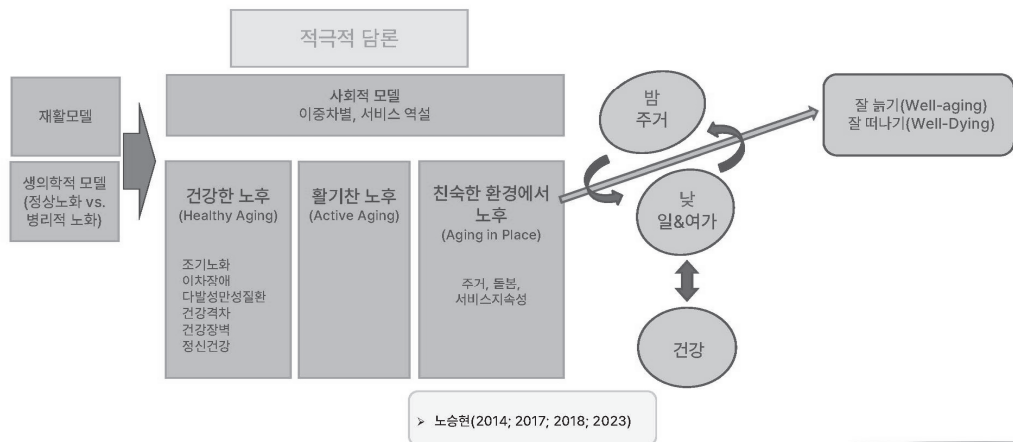 적극적 담론
재활모델
생의학적 모델
(정상노화 vs.
병리적 노화)
사회적 모델
이중차별, 서비스 역설
건강한 노후
(Healthy Aging)
조기노화
이차장애
다발성만성질환
건강격차
건강장벽
정신건강
활기찬 노후
(Active Aging)
친숙한 환경에서
노후
(Aging in Place)
주거, 돌봄,
서비스지속성
밤
주거
낮
일&여가
건강
잘 늙기(Well-aging)
잘 떠나기(Well-Dying)
➢ 노승현(2014; 2017; 2018; 2023)